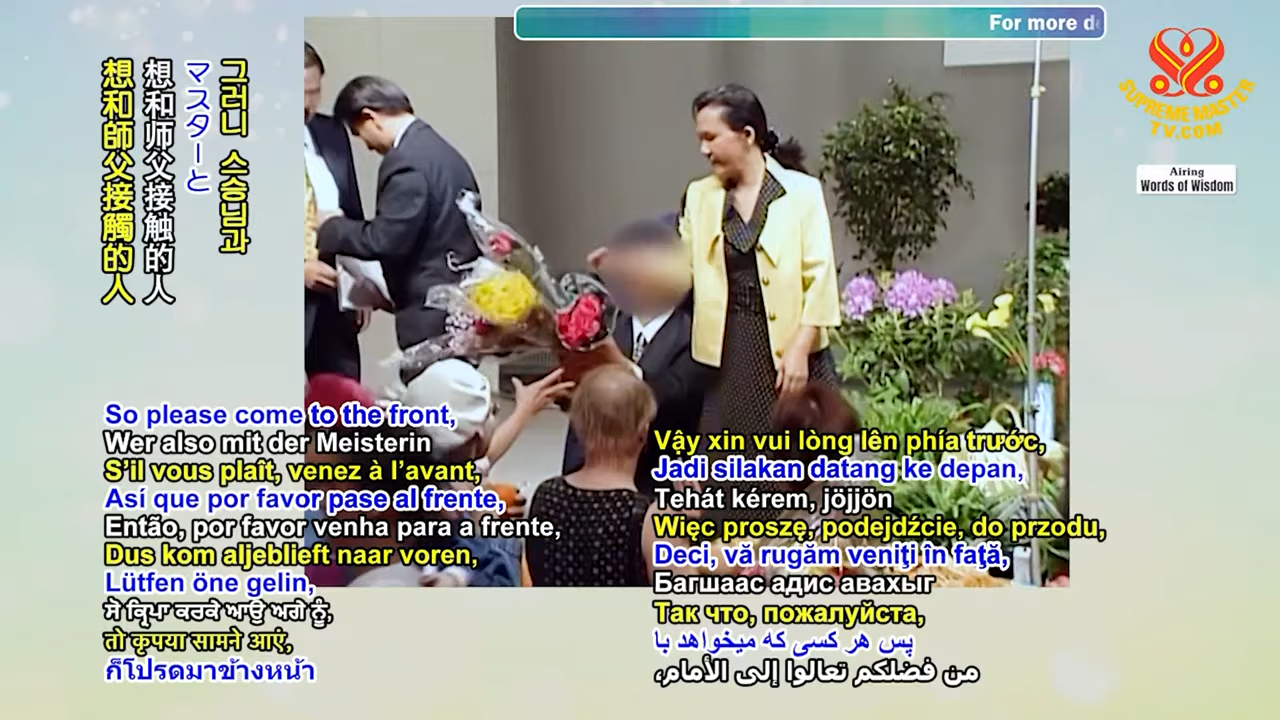 For more d
SUPREME MASTER
TV.COM
Airing
Words of Wisdom
그러니 스승님과
マスターと
想和师父接触的人
想和師父接觸的人
So please come to the front,
Wer also mit der Meisterin
S’il vous plaît, venez à l’avant,
Así que por favor pase al frente,
Então, por favor venha para a frente,
Dus kom aljeblieft naar voren,
Lütfen öne gelin,
ਸੋ ਕ੍ਰਿਪਾ ਕਰਕੇ ਆਉ ਅਗੇ ਨੂੰ,
तो कृपया सामने आएं,
ก็โปรดมาข้างหน้า
Vậy xin vui lòng lên phía trước,
Jadi silakan datang ke depan,
Tehát kérem, jöjjön
Więc proszę, podejdźcie, do przodu,
Deci, vă rugăm veniţi în faţă,
Багшаас адис авахыг
Так что, пожалуйста,
پس هر کسی که میخواهد با
من فضلكم تعالوا إلى الأمام،